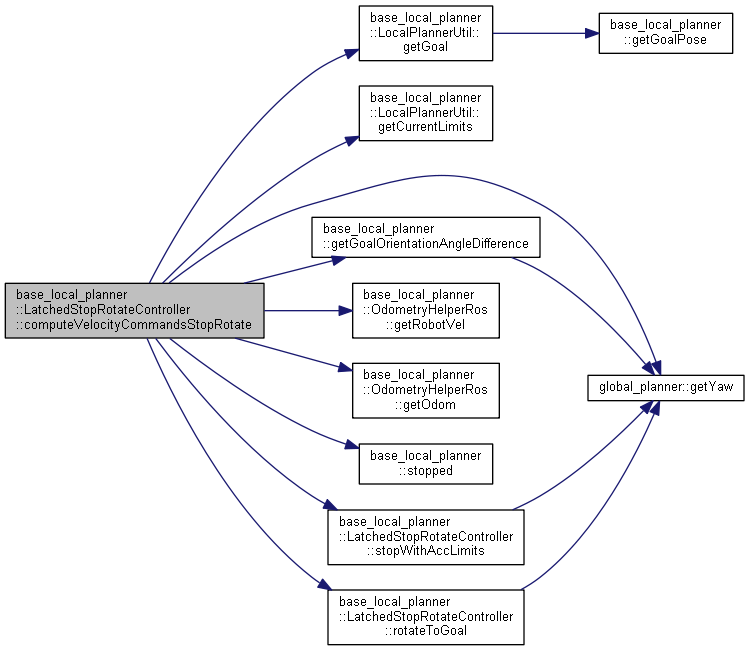 base_local_planner
::LocalPlannerUtil::
getGoal
base_local_planner
::getGoalPose
base_local_planner
::LocalPlannerUtil::
getCurrentLimits
base_local_planner
::getGoalOrientationAngleDifference
base_local_planner
::LatchedStopRotateController
::computeVelocityCommandsStopRotate
base_local_planner
::OdometryHelperRos
::getRobotVel
base_local_planner
::OdometryHelperRos
::getOdom
global_planner::getYaw
base_local_planner
::stopped
base_local_planner
::LatchedStopRotateController
::stopWithAccLimits
base_local_planner
::LatchedStopRotateController
::rotateToGoal